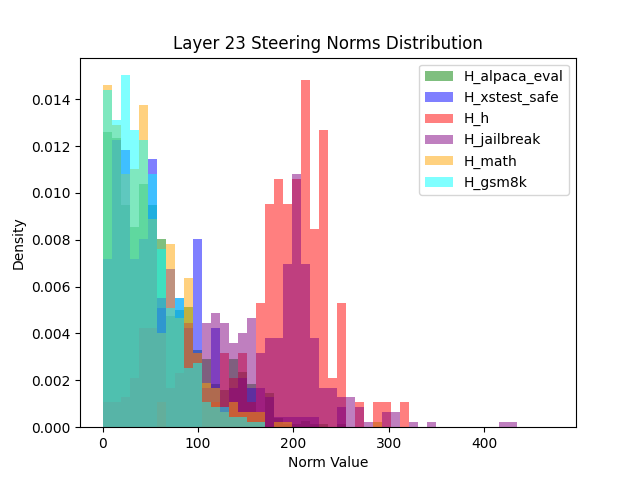 Layer 23 Steering Norms Distribution
H_alpaca_eval
H_xstest_safe
H_h
H_jailbreak
H_math
H_gsm8k
Density
0.014
0.012
0.010
0.008
0.006
0.004
0.002
0.000
0
100
200
300
400
Norm Value